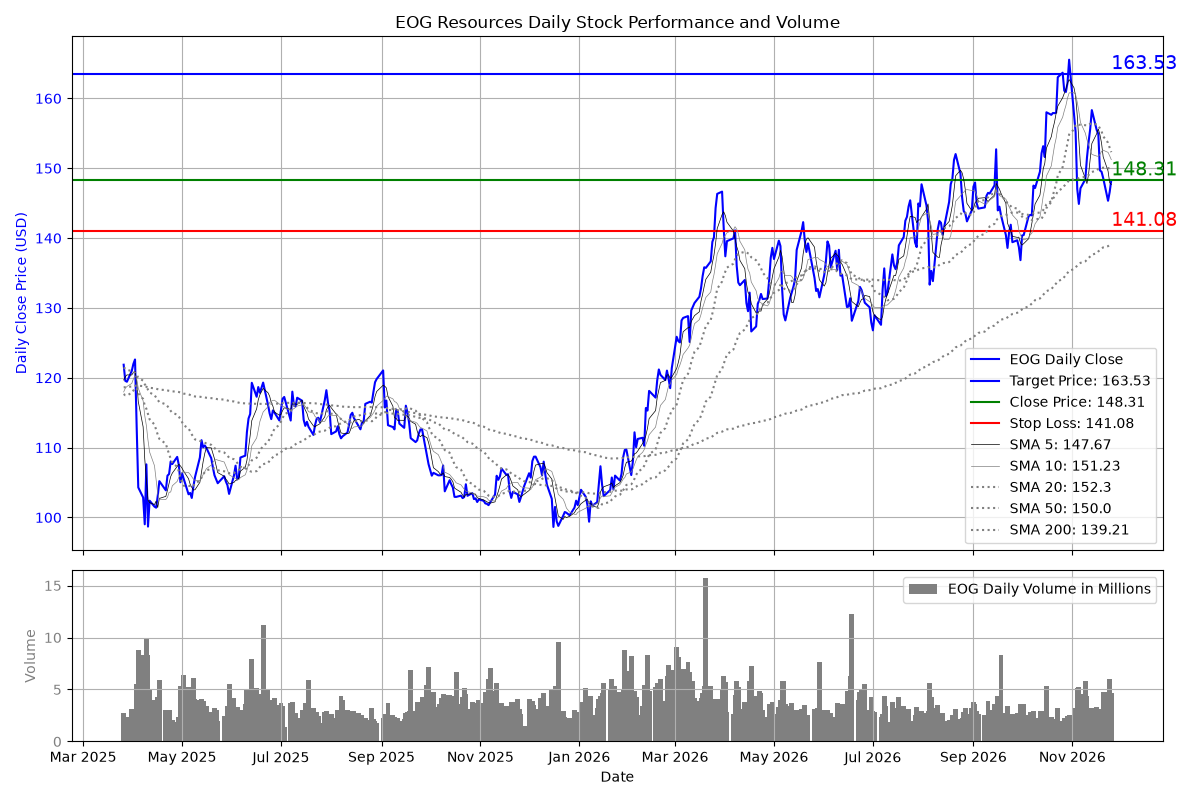 EOG Resources Daily Stock Performance and Volume
163.53
160
150
148.31
141.08
140
130
120
110
100
Daily Close Price (USD)
EOG Daily Close
Target Price: 163.53
Close Price: 148.31
Stop Loss: 141.08
SMA 5: 147.67
SMA 10: 151.23
SMA 20: 152.3
SMA 50: 150.0
SMA 200: 139.21
15
10
5
0
Volume
EOG Daily Volume in Millions
Mar 2025 May 2025 Jul 2025 Sep 2025 Nov 2025 Jan 2026 Mar 2026 May 2026 Jul 2026 Sep 2026 Nov 2026
Date